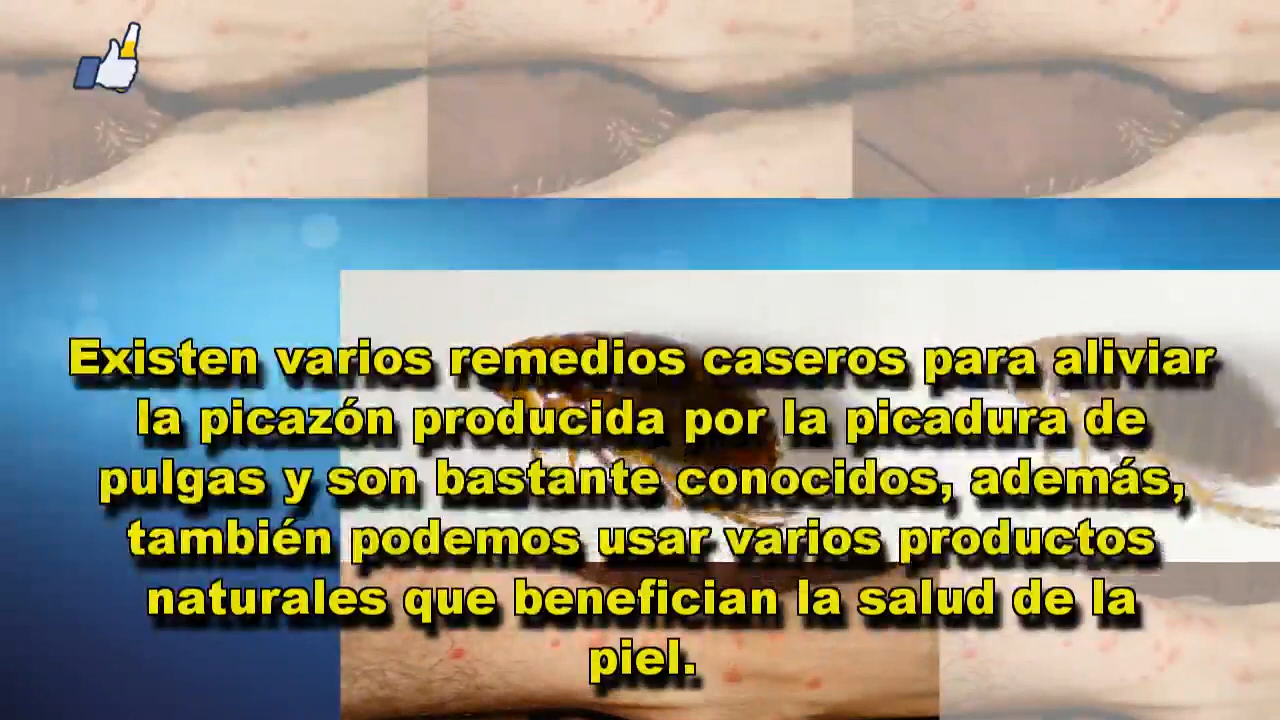 Existen varios remedios caseros para aliviar
la picazón producida por la picadura de
pulgas y son bastante conocidos, además,
también podemos usar varios productos
naturales que benefician la salud de la
piel.